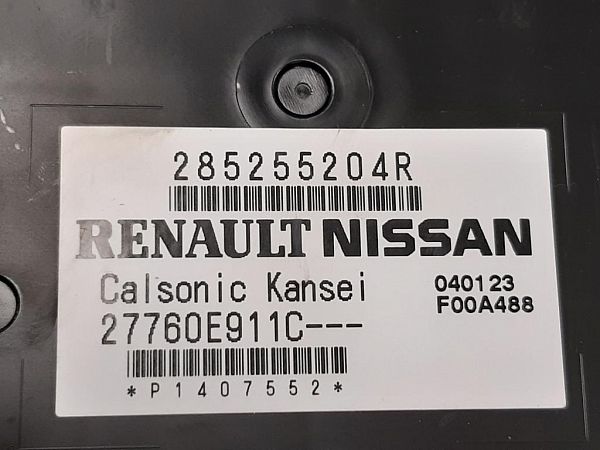 285255204R
RENAULT NISSAN
Calsonic Kansei 040123
27760E911C--- F00A488
*P1407552*